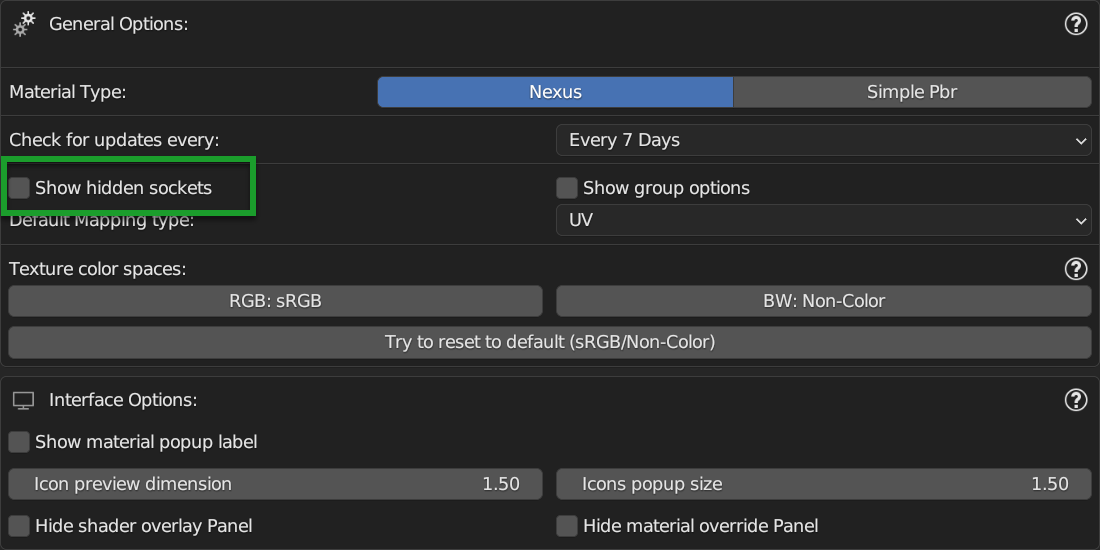 General Options:
Material Type: Nexus Simple Pbr
Check for updates every: Every 7 Days
Show hidden sockets Show group options
Default Mapping type: UV
Texture color spaces:
RGB: sRGB BW: Non-Color
Try to reset to default (sRGB/Non-Color)
Interface Options:
Show material popup label
Icon preview dimension 1.50 Icons popup size 1.50
Hide shader overlay Panel Hide material override Panel